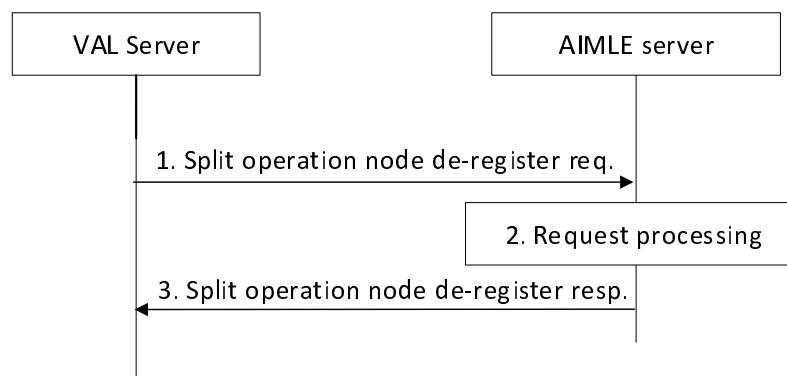 VAL Server
AIMLE server
1. Split operation node de-register req.
2. Request processing
3. Split operation node de-register resp.